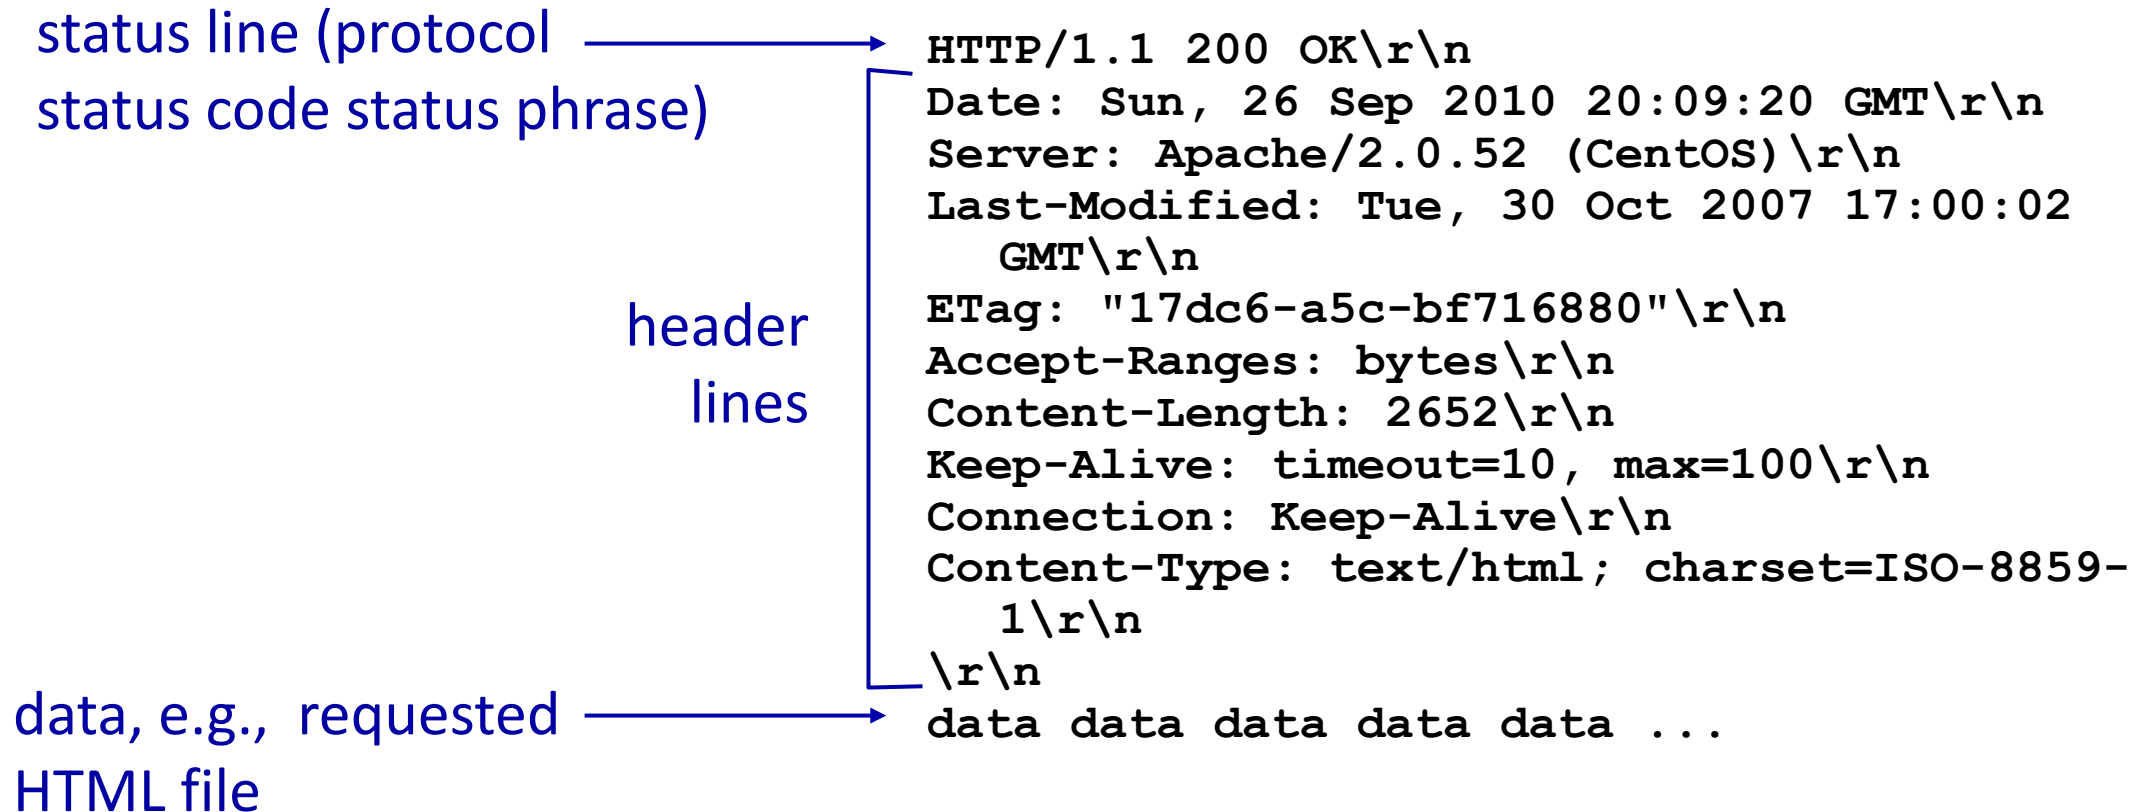 status line (protocol
status code status phrase)
header
lines
data, e.g., requested
HTML file
HTTP/1.1 200 OK\r\n
Date: Sun, 26 Sep 2010 20:09:20 GMT\r\n
Server: Apache/2.0.52 (CentOS)\r\n
Last-Modified: Tue, 30 Oct 2007 17:00:02
GMT\r\n
ETag: "17dc6-a5c-bf716880"\r\n
Accept-Ranges: bytes\r\n
Content-Length: 2652\r\n
Keep-Alive: timeout=10, max=100\r\n
Connection: Keep-Alive\r\n
Content-Type: text/html; charset=ISO-8859-
1\r\n
\r\n
data data data data data ...